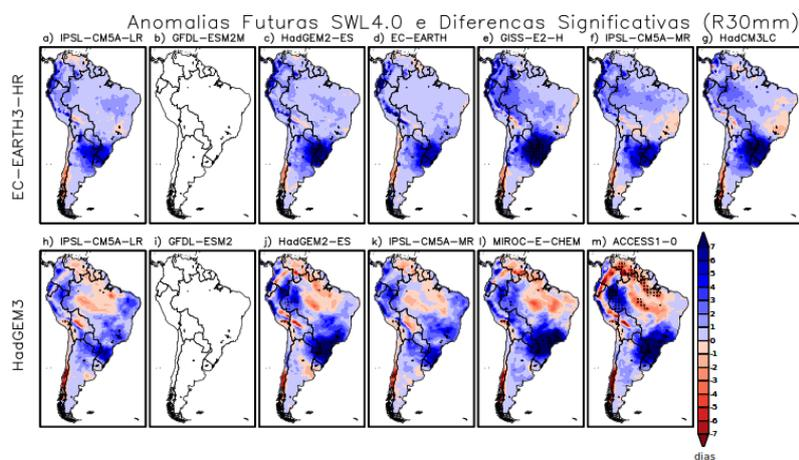 Anomalias Futuras SWL4.0 e Diferencas Significativas (R30mm)
a) IPSL-CM5A-LR b) GFDL-ESM2M c) HadGEM2-ES d) EC-EARTH e) GISS-E2-H f) IPSL-CM5A-MR g) HadCM3LC
EC-EARTH3-HR
h) IPSL-CM5A-LR i) GFDL-ESM2 j) HadGEM2-ES k) IPSL-CM5A-MR l) MIROC-E-CHEM m) ACCESS1-0
HadGEM3
7
6
5
4
3
2
1
0
-1
-2
-3
-4
-5
-6
-7
dias